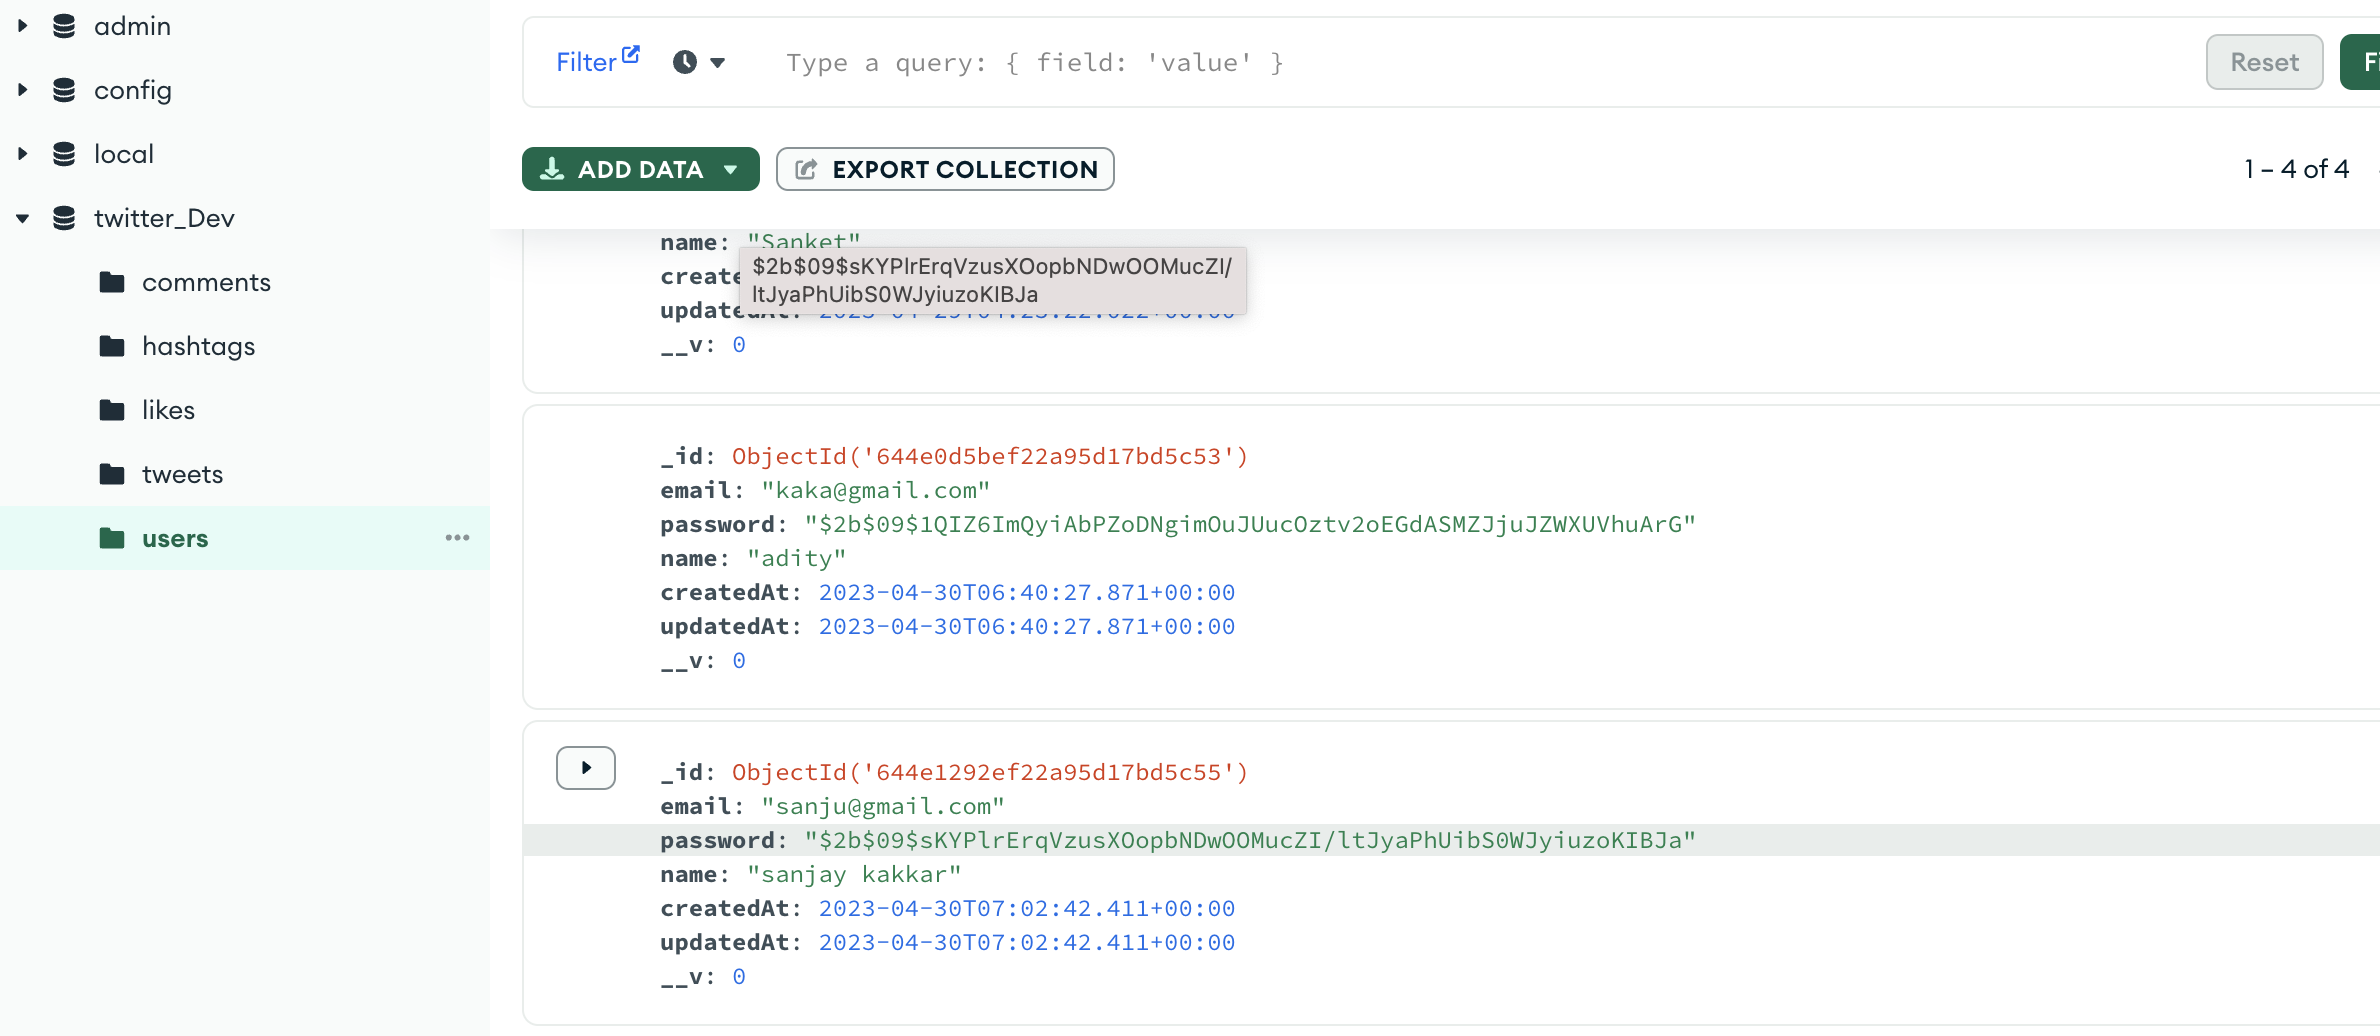 admin
config
local
twitter_Dev
comments
hashtags
likes
tweets
users
Filter
Type a query: { field: 'value' }
Reset
ADD DATA
EXPORT COLLECTION
1 – 4 of 4
name: "Sanket"
$2b$09$sKYPlrErqVzusXOopbNDwOOMucZI/
ltJyaPhUibS0WJyiuzoKIBJa
__v: 0
_id: ObjectId('644e0d5bef22a95d17bd5c53')
email: "kaka@gmail.com"
password: "$2b$09$1QIZ6ImQyiAbPZoDNgimOuJUucOztv2oEGdASMZJjuJZWXUVhuArG"
name: "adity"
createdAt: 2023-04-30T06:40:27.871+00:00
updatedAt: 2023-04-30T06:40:27.871+00:00
__v: 0
_id: ObjectId('644e1292ef22a95d17bd5c55')
email: "sanju@gmail.com"
password: "$2b$09$sKYPlrErqVzusXOopbNDwOOMucZI/ltJyaPhUibS0WJyiuzoKIBJa"
name: "sanjay kakkar"
createdAt: 2023-04-30T07:02:42.411+00:00
updatedAt: 2023-04-30T07:02:42.411+00:00
__v: 0